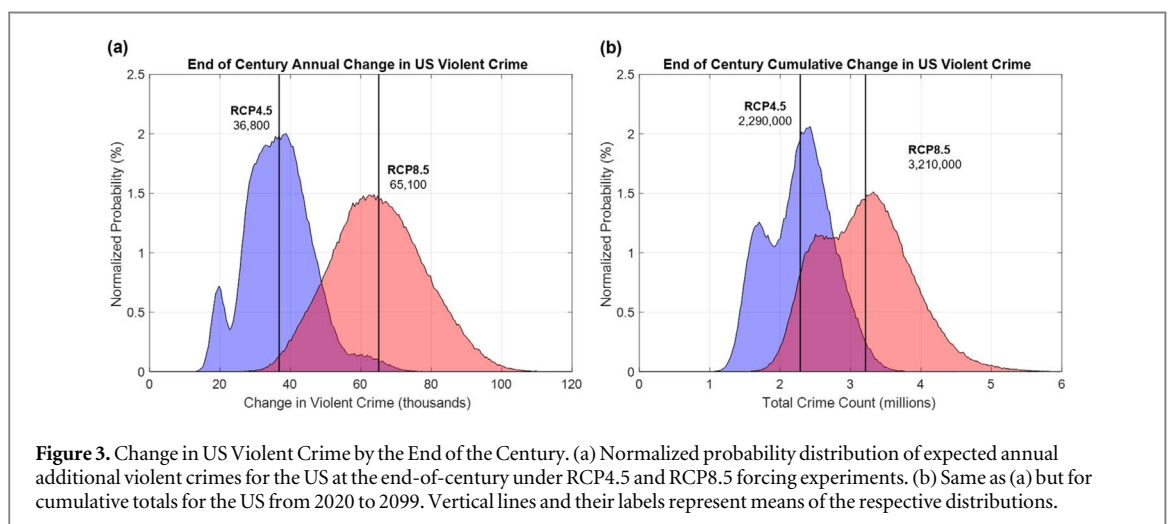 (a)
End of Century Annual Change in US Violent Crime
2.5
2
1.5
1
0.5
0
Normalized Probability (%)
RCP4.5
36,800
RCP8.5
65,100
0 20 40 60 80 100 120
Change in Violent Crime (thousands)
(b)
End of Century Cumulative Change in US Violent Crime
2.5
2
1.5
1
0.5
0
Normalized Probability (%)
RCP4.5
2,290,000
RCP8.5
3,210,000
0 1 2 3 4 5 6
Total Crime Count (millions)
Figure 3. Change in US Violent Crime by the End of the Century. (a) Normalized probability distribution of expected annual
additional violent crimes for the US at the end-of-century under RCP4.5 and RCP8.5 forcing experiments. (b) Same as (a) but for
cumulative totals for the US from 2020 to 2099. Vertical lines and their labels represent means of the respective distributions.